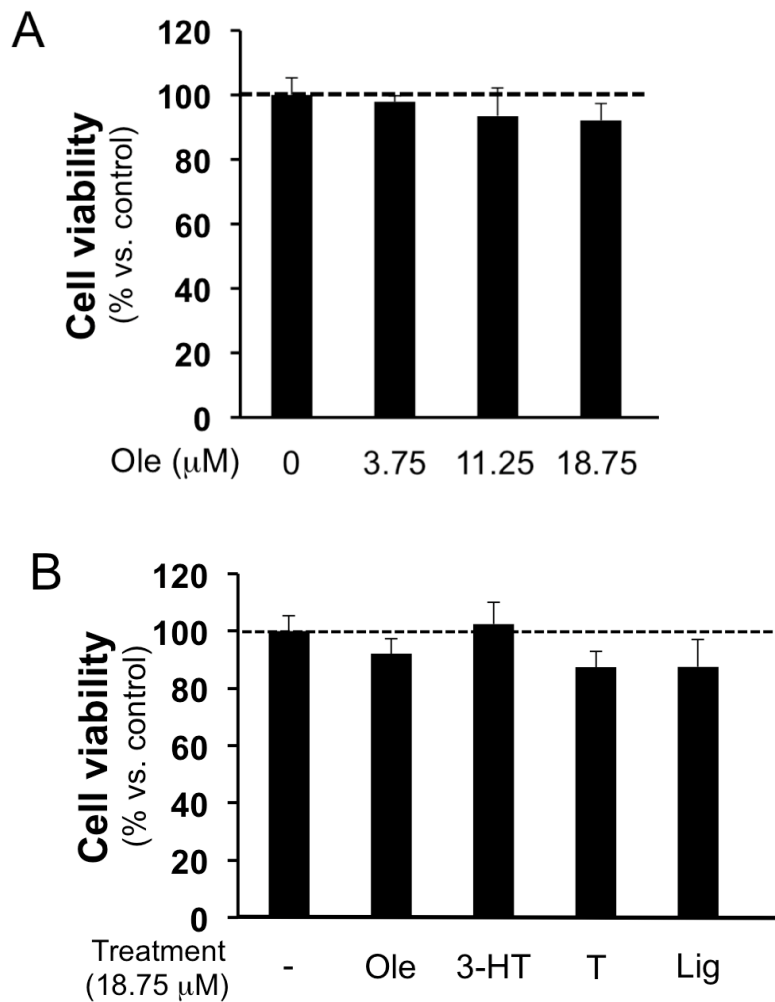 A
Cell viability
(% vs. control)
120
100
80
60
40
20
0
Ole (μM) 0 3.75 11.25 18.75
B
Cell viability
(% vs. control)
120
100
80
60
40
20
0
Treatment
(18.75 μM)
- Ole 3-HT T Lig